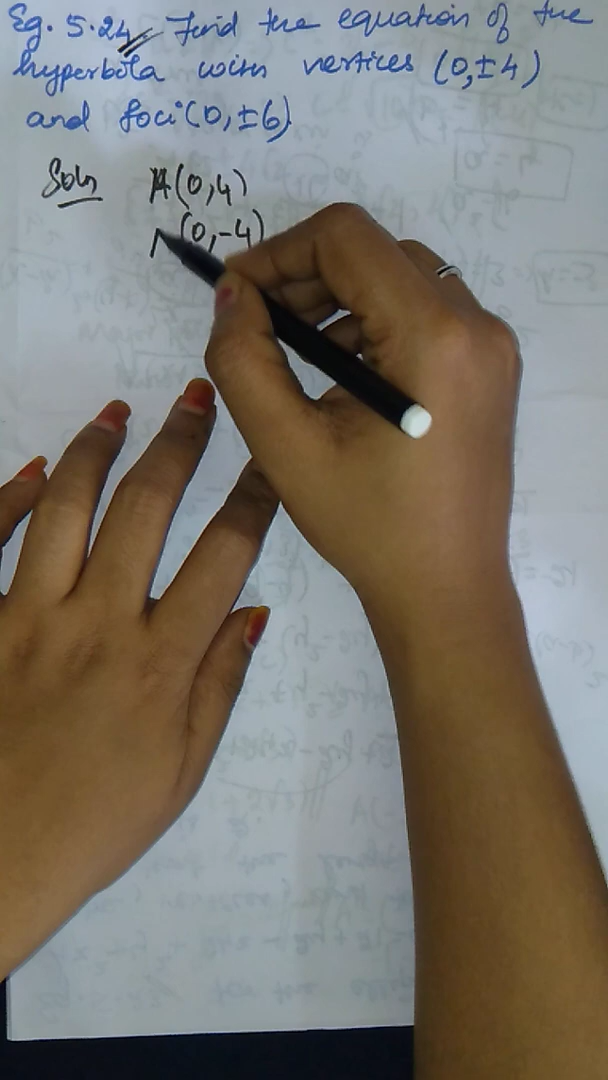 Eg. 5.24 Find the equation of the
hyperbola with vertices (0,±4)
and foci (0,±6)
Soln A(0,4)
(0,-4)